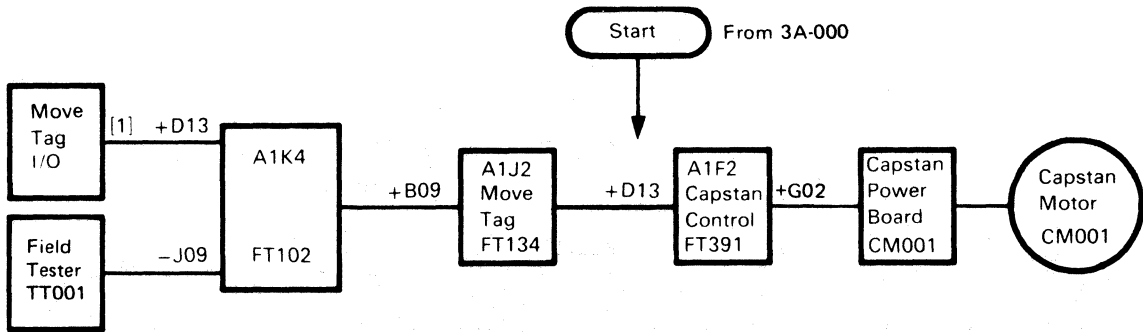 Start
From 3A-000
Move
Tag
I/O
[1] +D13
Field
Tester
TT001
−J09
A1K4
FT102
+B09
A1J2
Move
Tag
FT134
+D13
A1F2
Capstan
Control
FT391
+G02
Capstan
Power
Board
CM001
Capstan
Motor
CM001